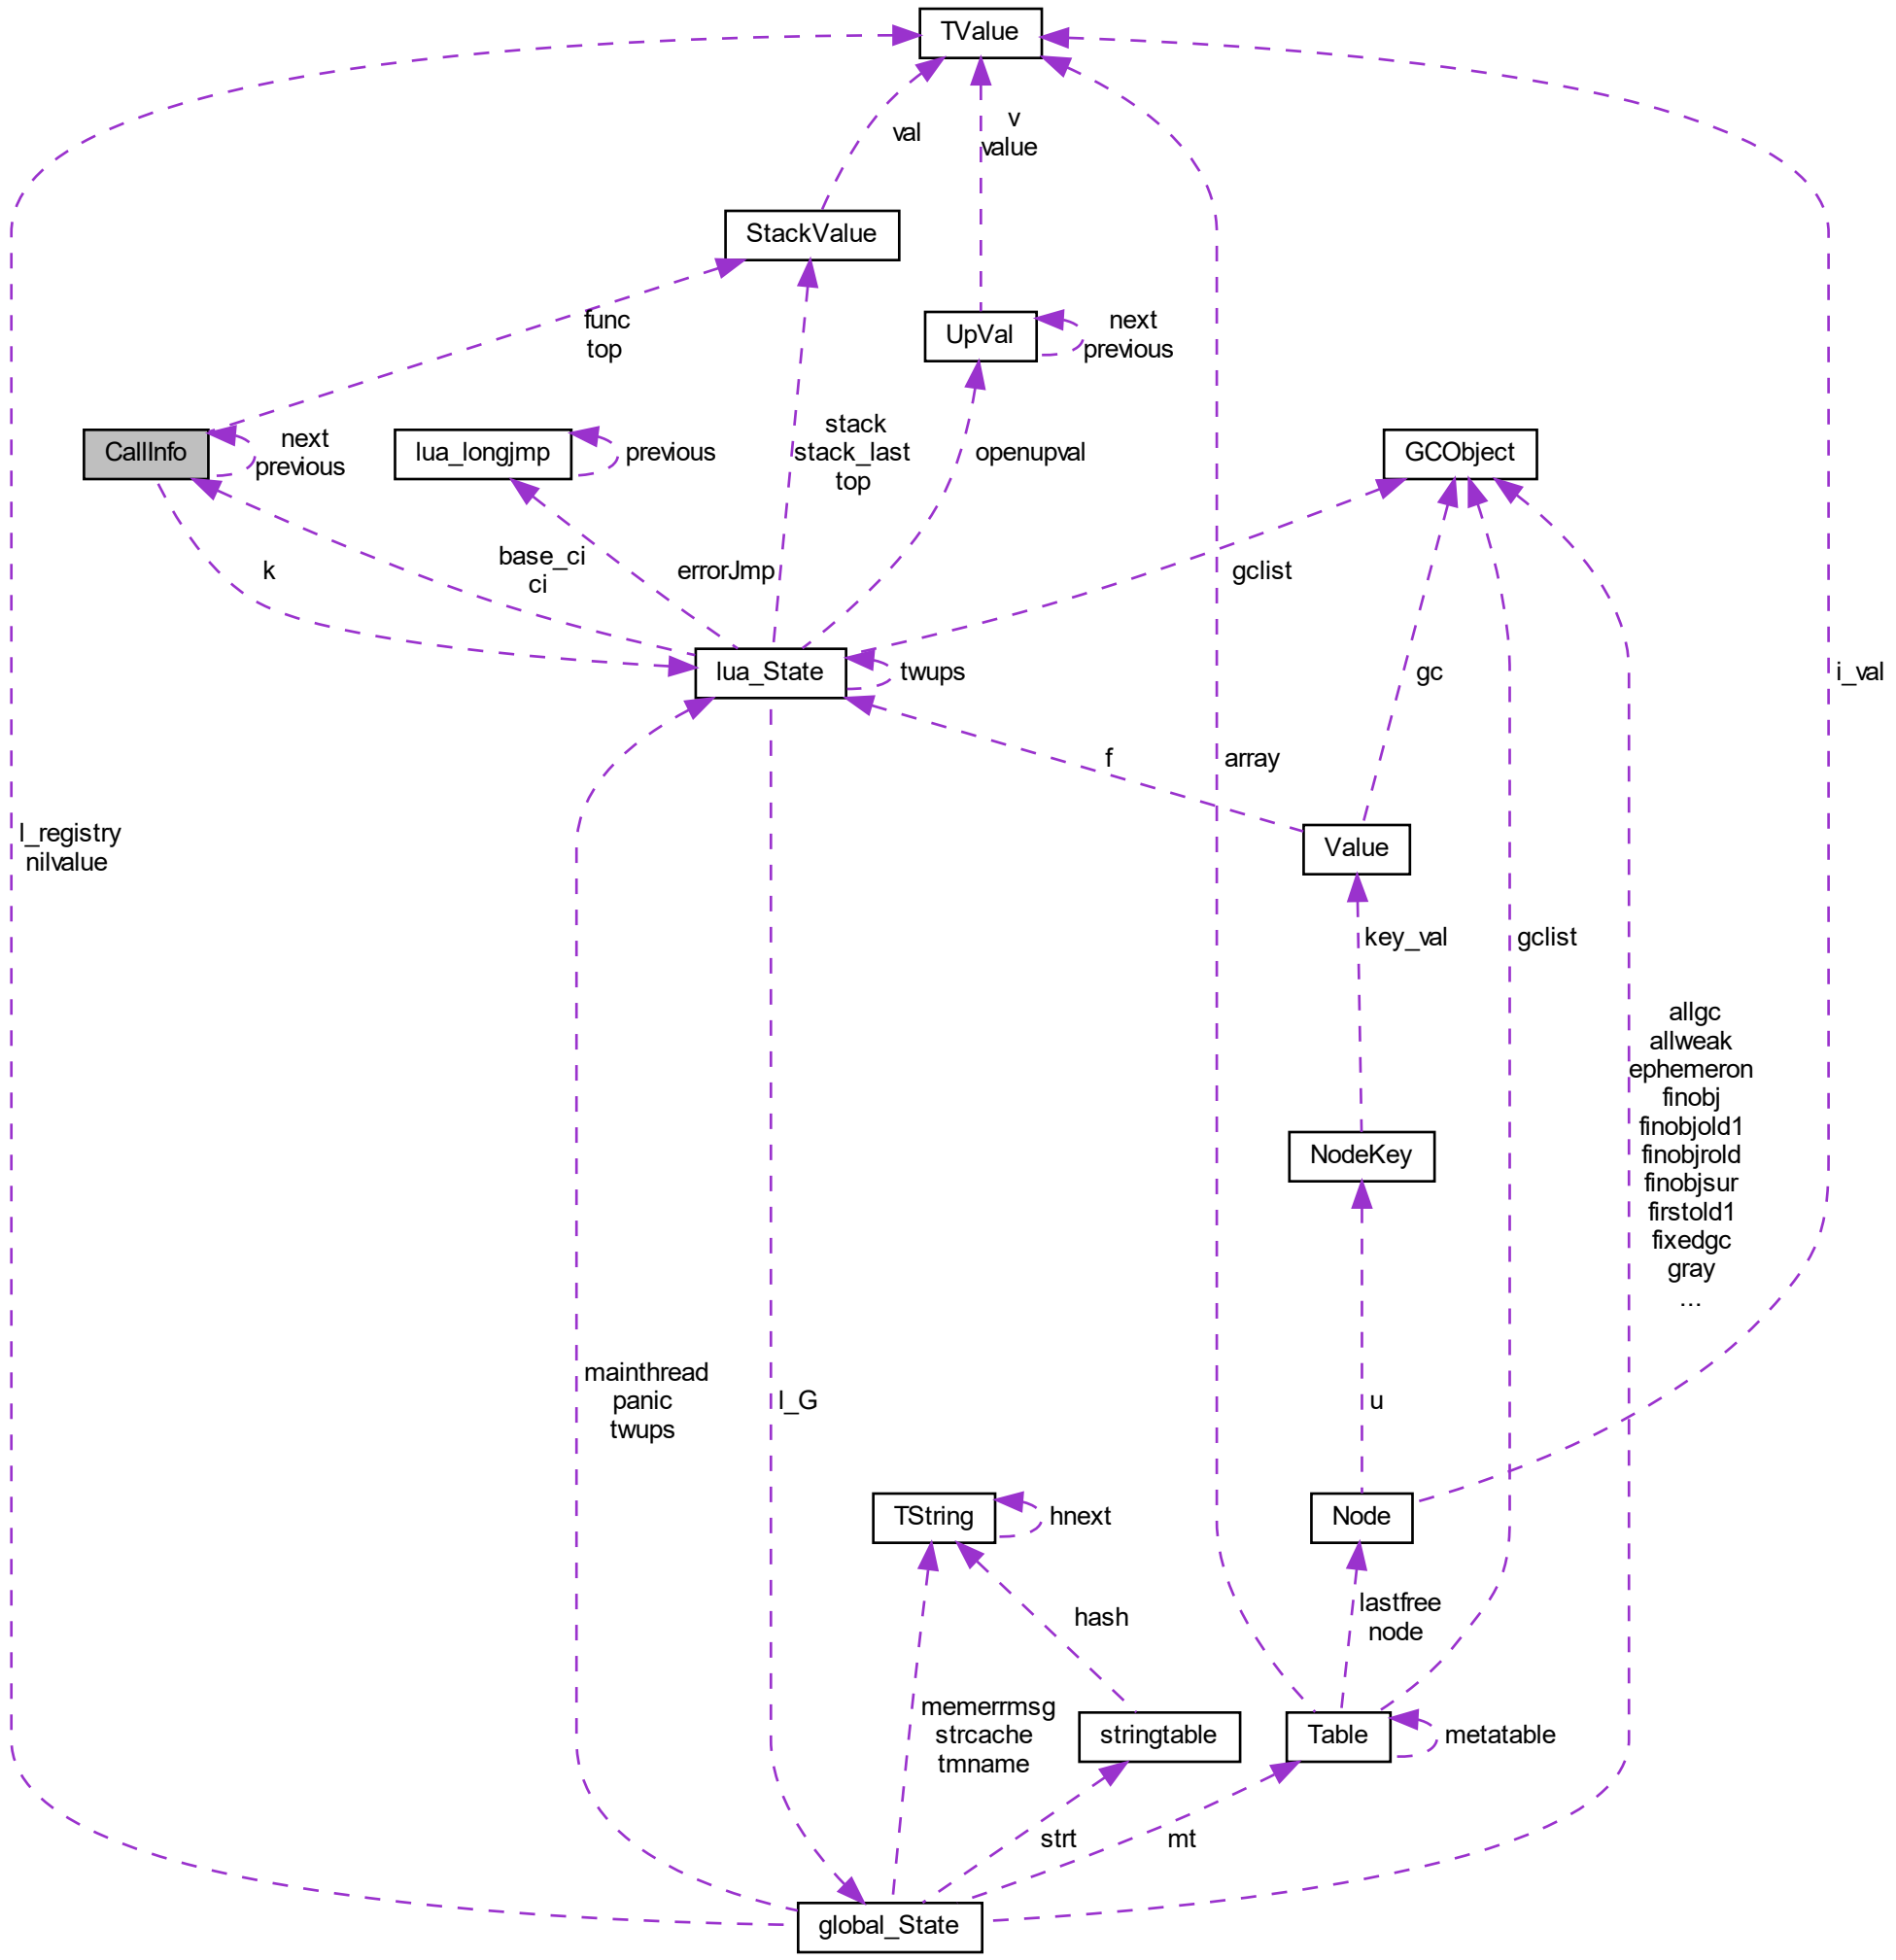 TValue
val
v
value
StackValue
func
top
UpVal
next
previous
CallInfo
next
previous
lua_longjmp
previous
stack
stack_last
top
openupval
GCObject
k
base_ci
ci
errorJmp
gclist
lua_State
twups
gc
i_val
f
array
l_registry
nilvalue
Value
key_val
gclist
allgc
allweak
ephemeron
finobj
finobjold1
finobjrold
finobjsur
firstold1
fixedgc
gray
...
NodeKey
mainthread
panic
twups
l_G
u
TString
hnext
Node
hash
lastfree
node
memerrmsg
strcache
tmname
stringtable
Table
metatable
strt
mt
global_State